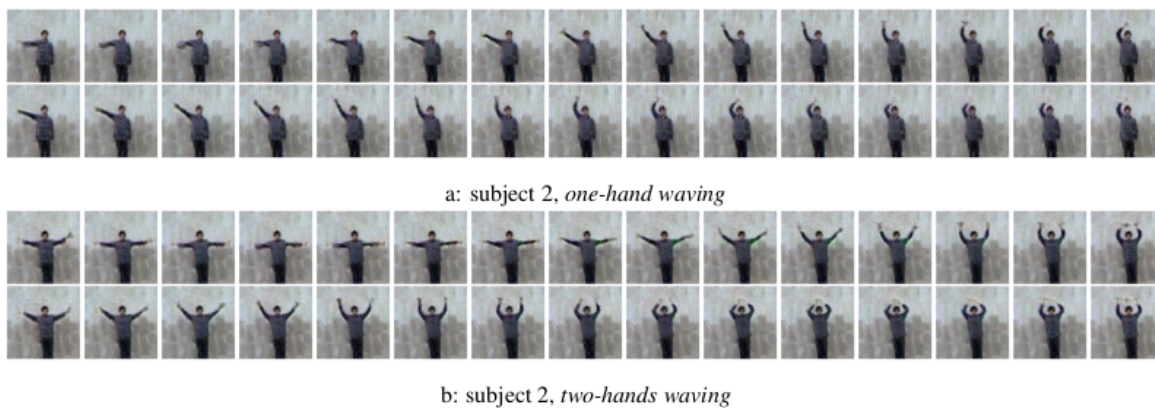 a: subject 2, one-hand waving
b: subject 2, two-hands waving